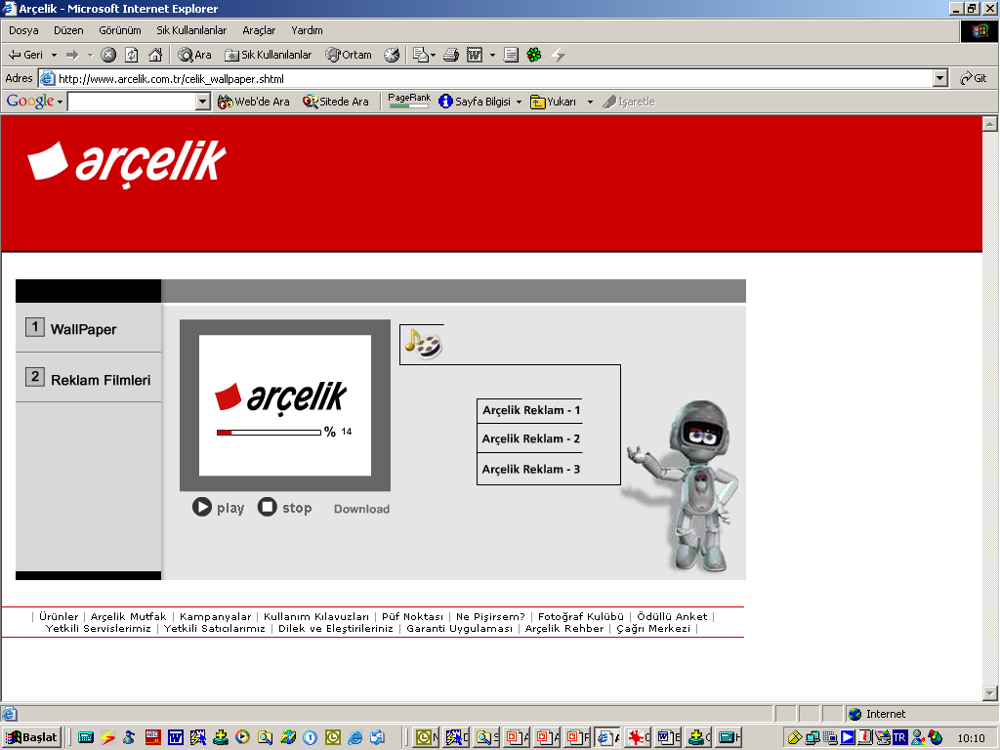 Arçelik - Microsoft Internet Explorer
Dosya Düzen Görünüm Sık Kullanılanlar Araçlar Yardım
Geri Ara Sık Kullanılanlar Ortam
Adres http://www.arcelik.com.tr/celik_wallpaper.shtml Git
Google Web'de Ara Sitede Ara PageRank Sayfa Bilgisi Yukarı İşaretle
arçelik
1 WallPaper
2 Reklam Filmleri
arçelik
% 14
play stop Download
Arçelik Reklam - 1
Arçelik Reklam - 2
Arçelik Reklam - 3
| Ürünler | Arçelik Mutfak | Kampanyalar | Kullanım Kılavuzları | Püf Noktası | Ne Pişirsem? | Fotoğraf Kulübü | Ödüllü Anket |
Yetkili Servislerimiz | Yetkili Satıcılarımız | Dilek ve Eleştirileriniz | Garanti Uygulaması | Arçelik Rehber | Çağrı Merkezi |
Internet
Başlat TR 10:10